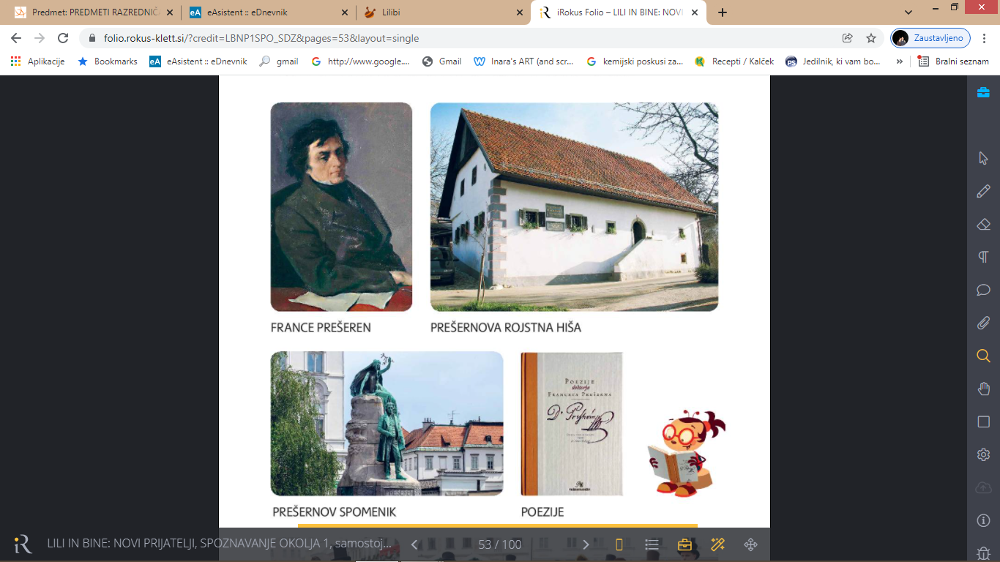 Predmet: PREDMETI RAZREDNIČ
eAsistent :: eDnevnik
Lilibi
iRokus Folio – LILI IN BINE: NOVI
folio.rokus-klett.si/?credit=LBNP1SPO_SDZ&pages=53&layout=single
Zaustavljeno
Aplikacije
Bookmarks
eAsistent :: eDnevnik
gmail
http://www.google....
Gmail
Inara's ART (and scr...
kemijski poskusi za...
Recepti / Kalček
Jedilnik, ki vam bo...
»
Bralni seznam
FRANCE PREŠEREN
PREŠERNOVA ROJSTNA HIŠA
POEZIJE
doktorja
FRANCETA PREŠERNA
PREŠERNOV SPOMENIK
POEZIJE
iR
LILI IN BINE: NOVI PRIJATELJI, SPOZNAVANJE OKOLJA 1, samostoj...
53 / 100